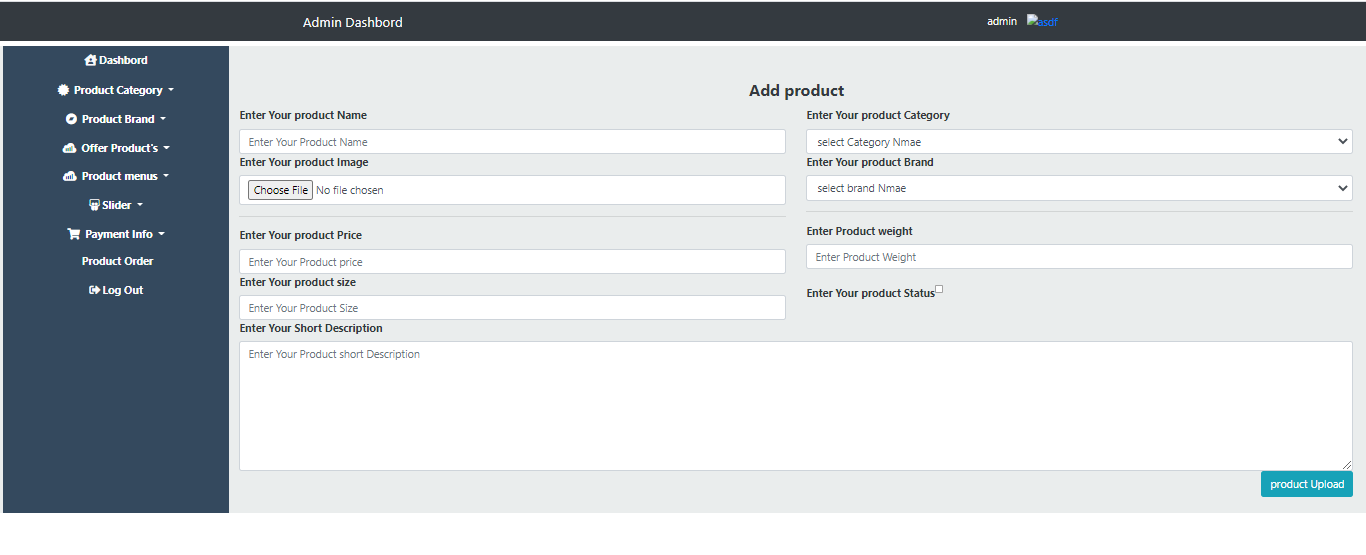 Admin Dashbord
admin asdf
Dashbord
Product Category
Product Brand
Offer Product's
Product menus
Slider
Payment Info
Product Order
Log Out
Add product
Enter Your product Name
Enter Your Product Name
Enter Your product Image
Choose File No file chosen
Enter Your product Price
Enter Your Product price
Enter Your product size
Enter Your Product Size
Enter Your product Category
select Category Nmae
Enter Your product Brand
select brand Nmae
Enter Product weight
Enter Product Weight
Enter Your product Status
Enter Your Short Description
Enter Your Product short Description
product Upload